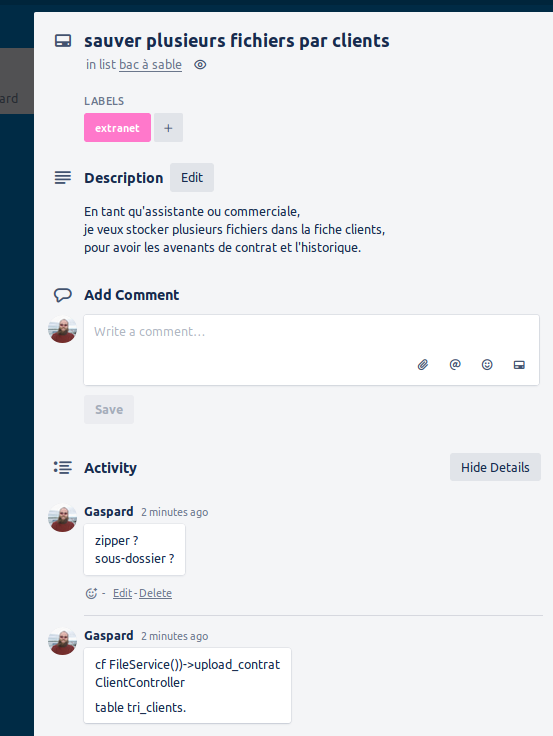 sauver plusieurs fichiers par clients
in list bac à sable
ard
LABELS
extranet +
Description Edit
En tant qu'assistante ou commerciale,
je veux stocker plusieurs fichiers dans la fiche clients,
pour avoir les avenants de contrat et l'historique.
Add Comment
Write a comment…
@
Save
Activity Hide Details
Gaspard 2 minutes ago
zipper ?
sous-dossier ?
- Edit - Delete
Gaspard 2 minutes ago
cf FileService())->upload_contrat
ClientController
table tri_clients.